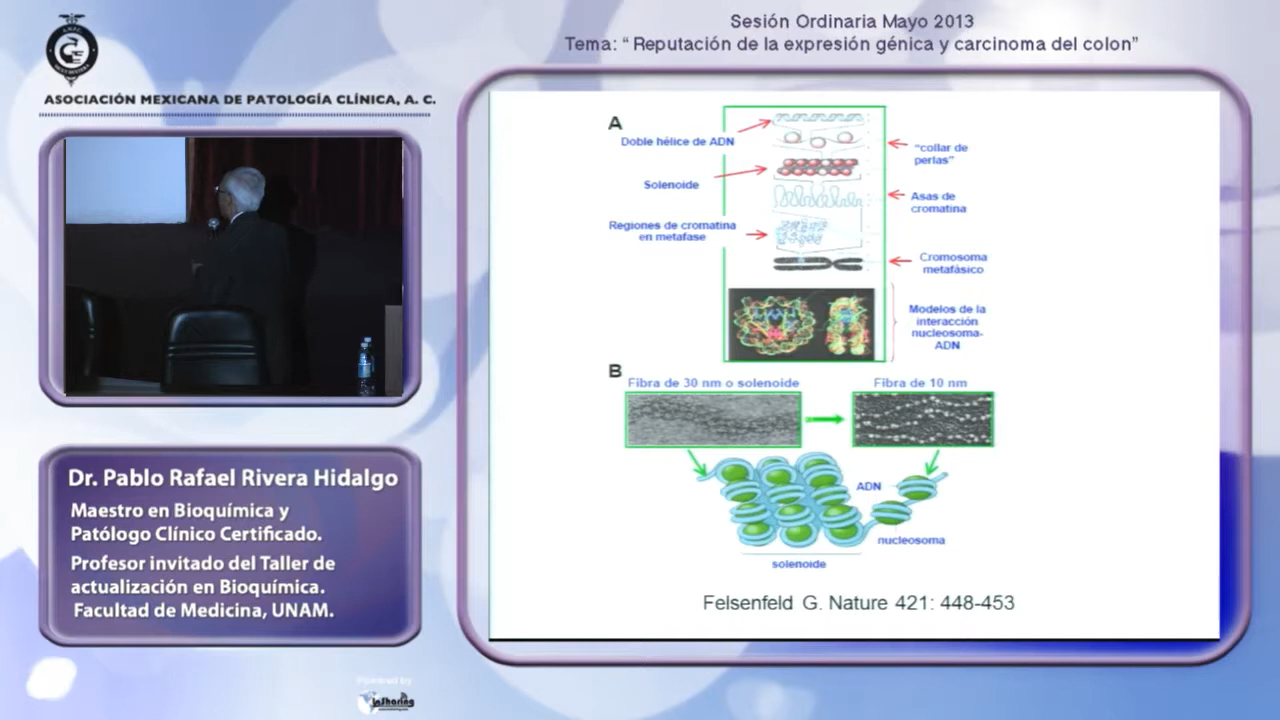 Sesión Ordinaria Mayo 2013
Tema: “ Reputación de la expresión génica y carcinoma del colon”
ASOCIACIÓN MEXICANA DE PATOLOGÍA CLÍNICA, A. C.
A
Doble hélice de ADN
“collar de
perlas”
Solenoide
Asas de
cromatina
Regiones de cromatina
en metafase
Cromosoma
metafásico
Modelos de la
interacción
nucleosoma-
ADN
B
Fibra de 30 nm o solenoide
Fibra de 10 nm
ADN
nucleosoma
solenoide
Felsenfeld G. Nature 421: 448-453
Dr. Pablo Rafael Rivera Hidalgo
Maestro en Bioquímica y
Patólogo Clínico Certificado.
Profesor invitado del Taller de
actualización en Bioquímica.
Facultad de Medicina, UNAM.
Powered by
InSharing